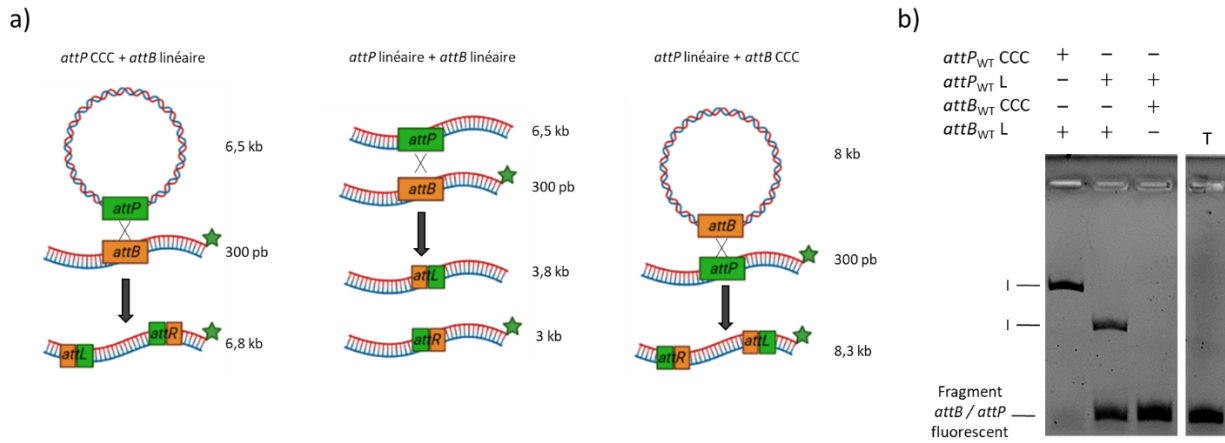 a)
attP CCC + attB linéaire
attP
6,5 kb
attB
300 pb
attL
attR
6,8 kb
attP linéaire + attB linéaire
attP
6,5 kb
attB
300 pb
attL
3,8 kb
attR
3 kb
attP linéaire + attB CCC
8 kb
attB
attP
300 pb
attR
attL
8,3 kb
b)
attPWT CCC + − −
attPWT L − + +
attBWT CCC − − +
attBWT L + + −
T
I
I
Fragment
attB / attP
fluorescent